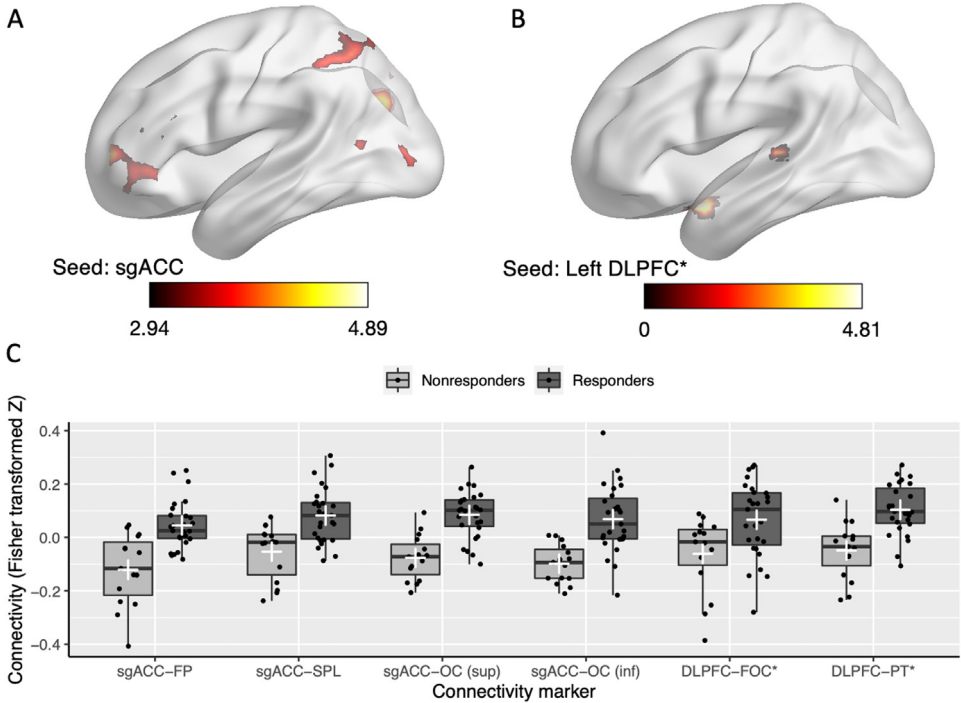 A
B
Seed: sgACC
2.94 4.89
Seed: Left DLPFC*
0 4.81
C
Nonresponders Responders
Connectivity (Fisher transformed Z)
0.4
0.2
0.0
−0.2
−0.4
sgACC−FP sgACC−SPL sgACC−OC (sup) sgACC−OC (inf) DLPFC−FOC* DLPFC−PT*
Connectivity marker